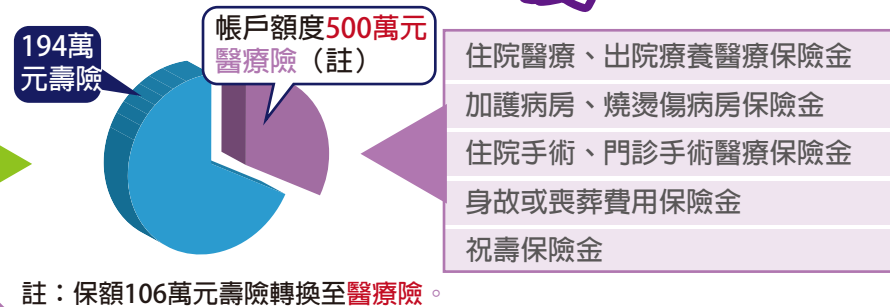 194萬
元壽險
帳戶額度500萬元
醫療險（註）
住院醫療、出院療養醫療保險金
加護病房、燒燙傷病房保險金
住院手術、門診手術醫療保險金
身故或喪葬費用保險金
祝壽保險金
註：保額106萬元壽險轉換至醫療險。